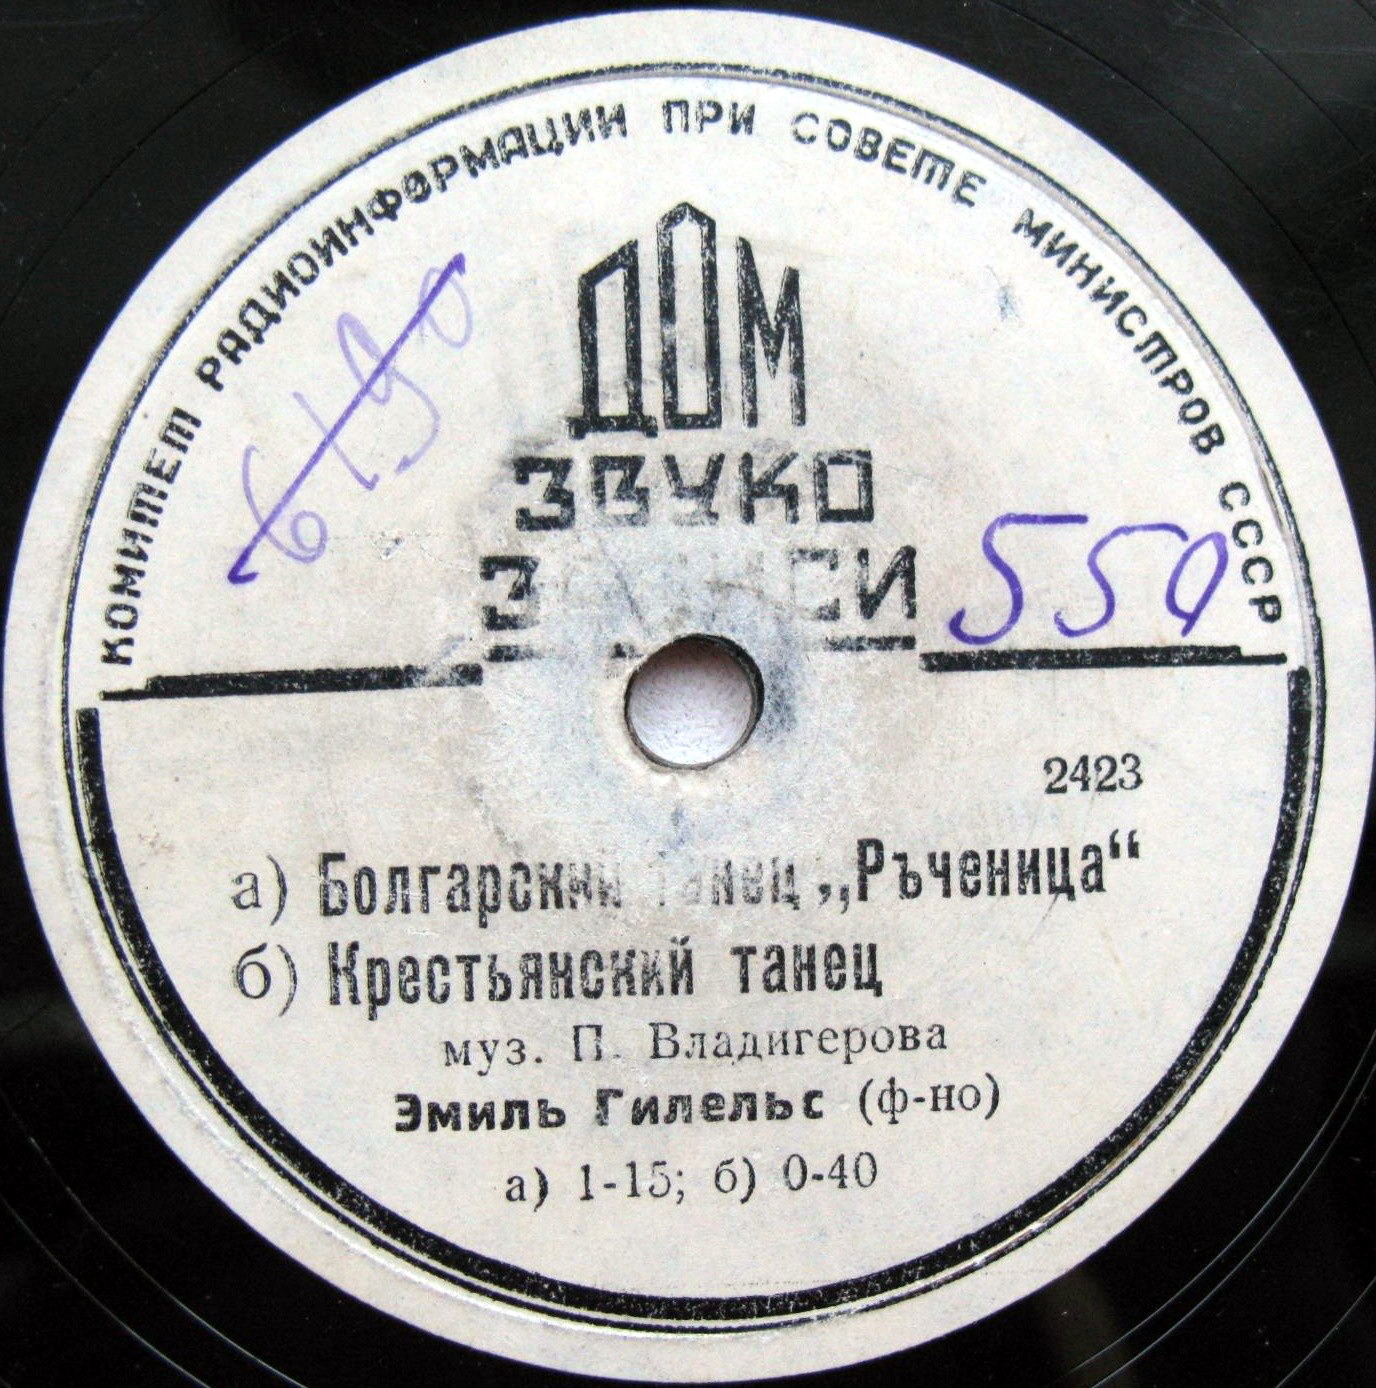 КОМИТЕТ РАДИОИНФОРМАЦИИ ПРИ СОВЕТЕ МИНИСТРОВ СССР
ДОМ
ЗВУКО
ЗАПИСИ
550
2423
а) Болгарский танец „Ръченица“
б) Крестьянский танец
муз. П. Владигерова
Эмиль Гилельс (ф-но)
а) 1-15; б) 0-40